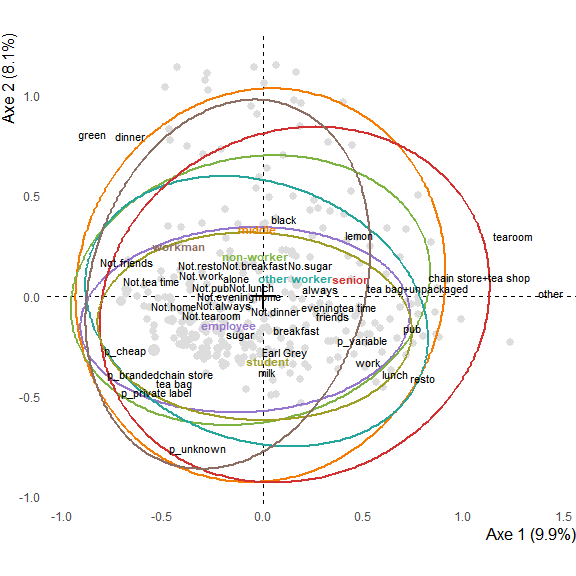 Axe 2 (8.1%)
1.0
green
dinner
0.5
black
middle
lemon
tearoom
workman
non-worker
Not.friends
Not.resto
Not.breakfast
No.sugar
Not.work
alone
other worker
senior
chain store+tea shop
Not.tea time
Not.pub
Not.lunch
always
tea bag+unpackaged
0.0
Not.evening
home
other
Not.home
Not.always
Not.dinner
evening
tea time
Not.tearoom
friends
employee
breakfast
pub
sugar
p_variable
p_cheap
Earl Grey
student
work
milk
p_branded
chain store
lunch
resto
tea bag
p_private label
-0.5
p_unknown
-1.0
-1.0
-0.5
0.0
0.5
1.0
1.5
Axe 1 (9.9%)